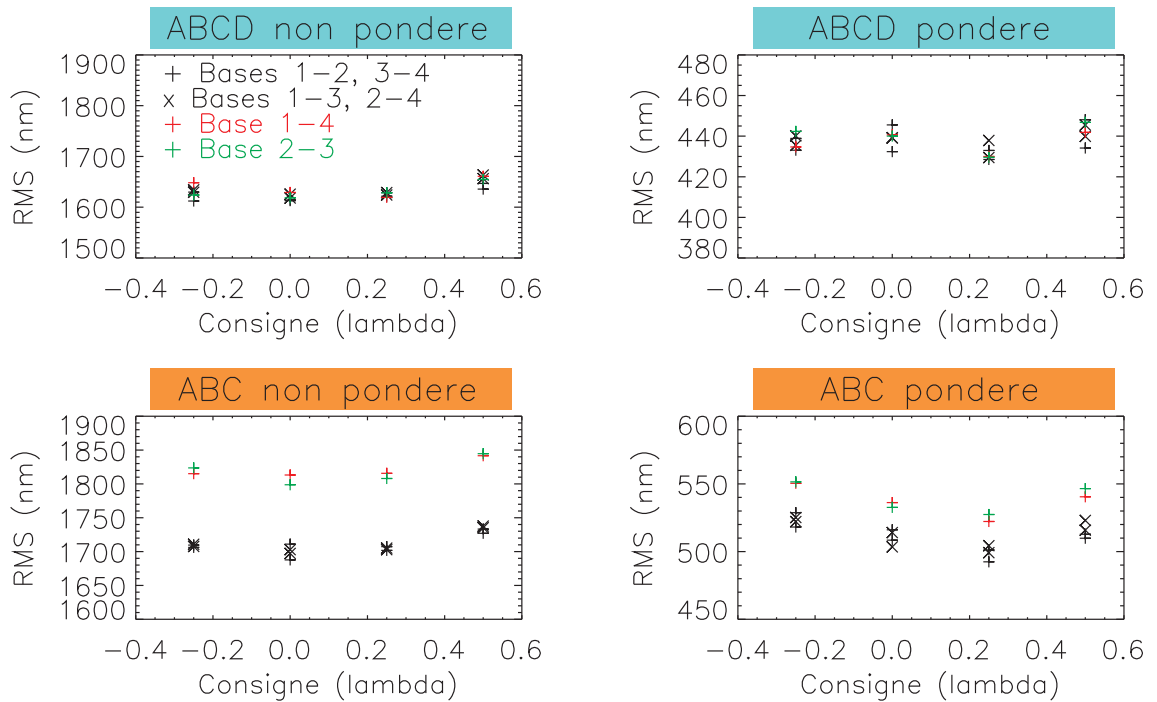 ABCD non pondere
1900
1800
1700
1600
1500
RMS (nm)
+ Bases 1-2, 3-4
x Bases 1-3, 2-4
+ Base 1-4
+ Base 2-3
-0.4 -0.2 0.0 0.2 0.4 0.6
Consigne (lambda)
ABCD pondere
480
460
440
420
400
380
RMS (nm)
-0.4 -0.2 0.0 0.2 0.4 0.6
Consigne (lambda)
ABC non pondere
1900
1850
1800
1750
1700
1650
1600
RMS (nm)
-0.4 -0.2 0.0 0.2 0.4 0.6
Consigne (lambda)
ABC pondere
600
550
500
450
RMS (nm)
-0.4 -0.2 0.0 0.2 0.4 0.6
Consigne (lambda)